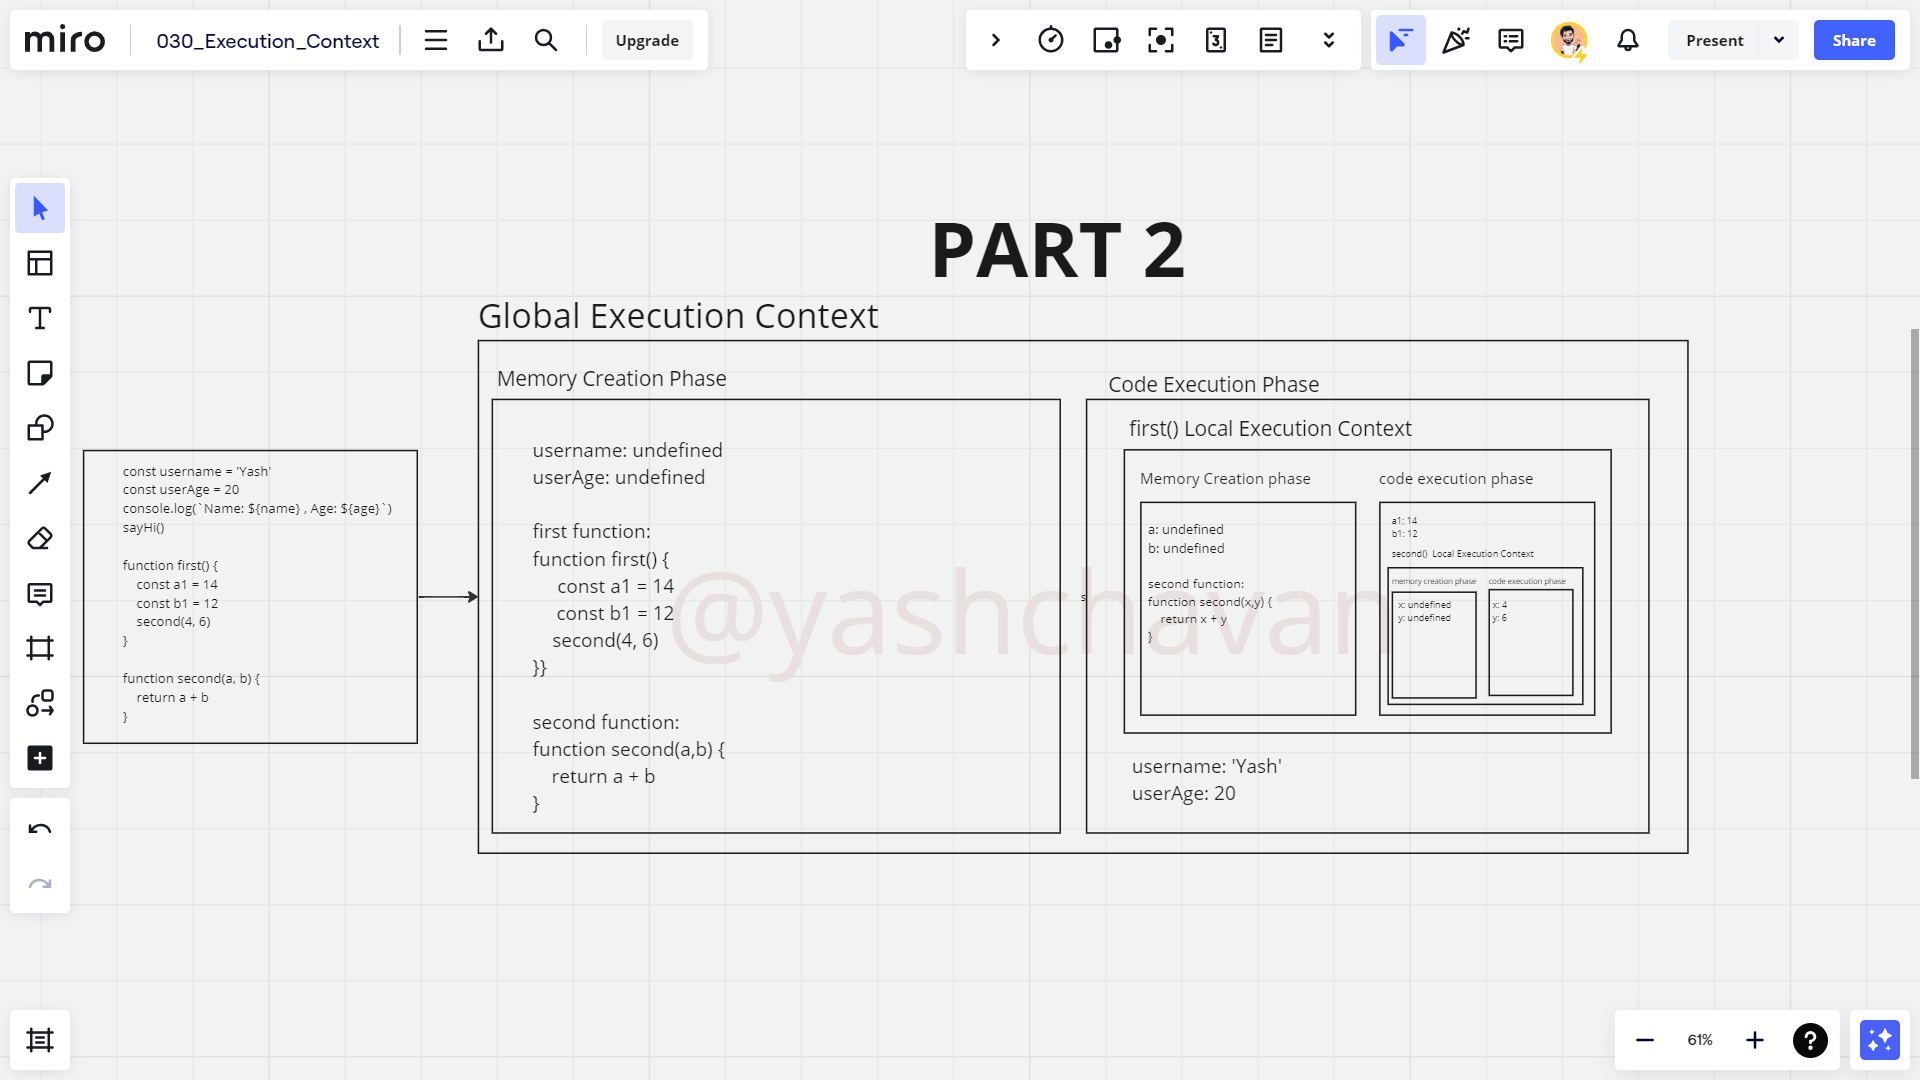 miro
030_Execution_Context
Upgrade
3
Present
Share
PART 2
Global Execution Context
Memory Creation Phase
Code Execution Phase
const username = 'Yash'
const userAge = 20
console.log(`Name: ${name} , Age: ${age}`)
sayHi()
function first() {
const a1 = 14
const b1 = 12
second(4, 6)
}
function second(a, b) {
return a + b
}
username: undefined
userAge: undefined
first function:
function first() {
const a1 = 14
const b1 = 12
second(4, 6)
}}
second function:
function second(a,b) {
return a + b
}
s
first() Local Execution Context
Memory Creation phase
a: undefined
b: undefined
second function:
function second(x,y) {
return x + y
}
code execution phase
a1: 14
b1: 12
second() Local Execution Context
memory creation phase
x: undefined
y: undefined
code execution phase
x: 4
y: 6
username: 'Yash'
userAge: 20
@yashchavan
61%
?